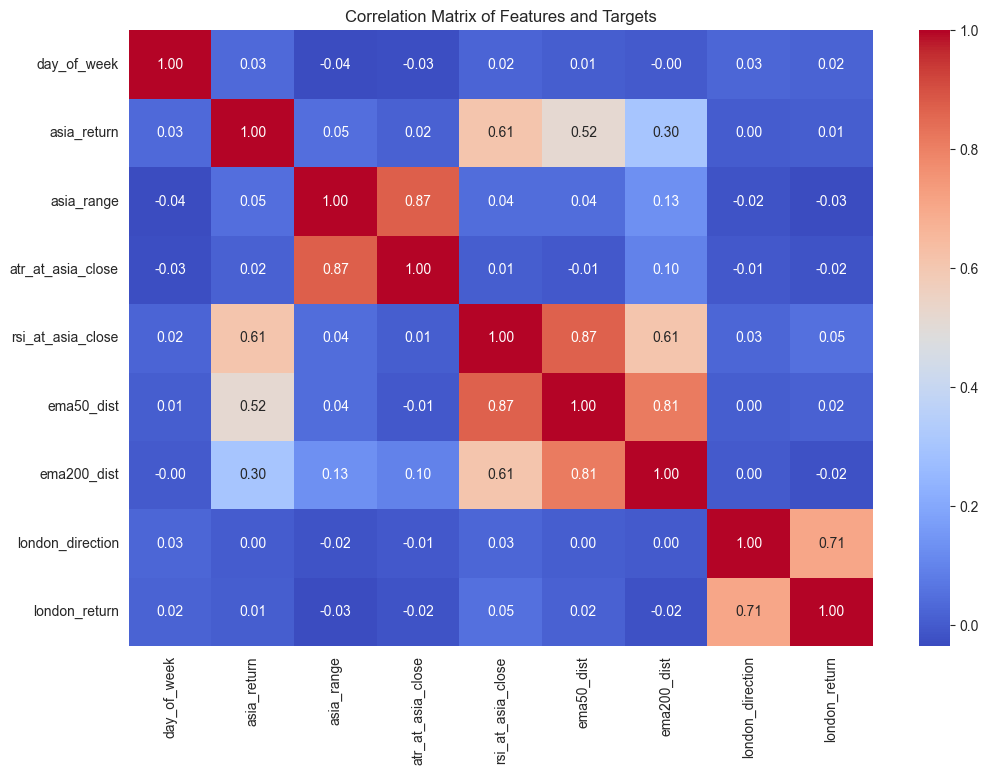 Correlation Matrix of Features and Targets
day_of_week 1.00 0.03 -0.04 -0.03 0.02 0.01 -0.00 0.03 0.02
asia_return 0.03 1.00 0.05 0.02 0.61 0.52 0.30 0.00 0.01
asia_range -0.04 0.05 1.00 0.87 0.04 0.04 0.13 -0.02 -0.03
atr_at_asia_close -0.03 0.02 0.87 1.00 0.01 -0.01 0.10 -0.01 -0.02
rsi_at_asia_close 0.02 0.61 0.04 0.01 1.00 0.87 0.61 0.03 0.05
ema50_dist 0.01 0.52 0.04 -0.01 0.87 1.00 0.81 0.00 0.02
ema200_dist -0.00 0.30 0.13 0.10 0.61 0.81 1.00 0.00 -0.02
london_direction 0.03 0.00 -0.02 -0.01 0.03 0.00 0.00 1.00 0.71
london_return 0.02 0.01 -0.03 -0.02 0.05 0.02 -0.02 0.71 1.00
day_of_week
asia_return
asia_range
atr_at_asia_close
rsi_at_asia_close
ema50_dist
ema200_dist
london_direction
london_return
1.0
0.8
0.6
0.4
0.2
0.0